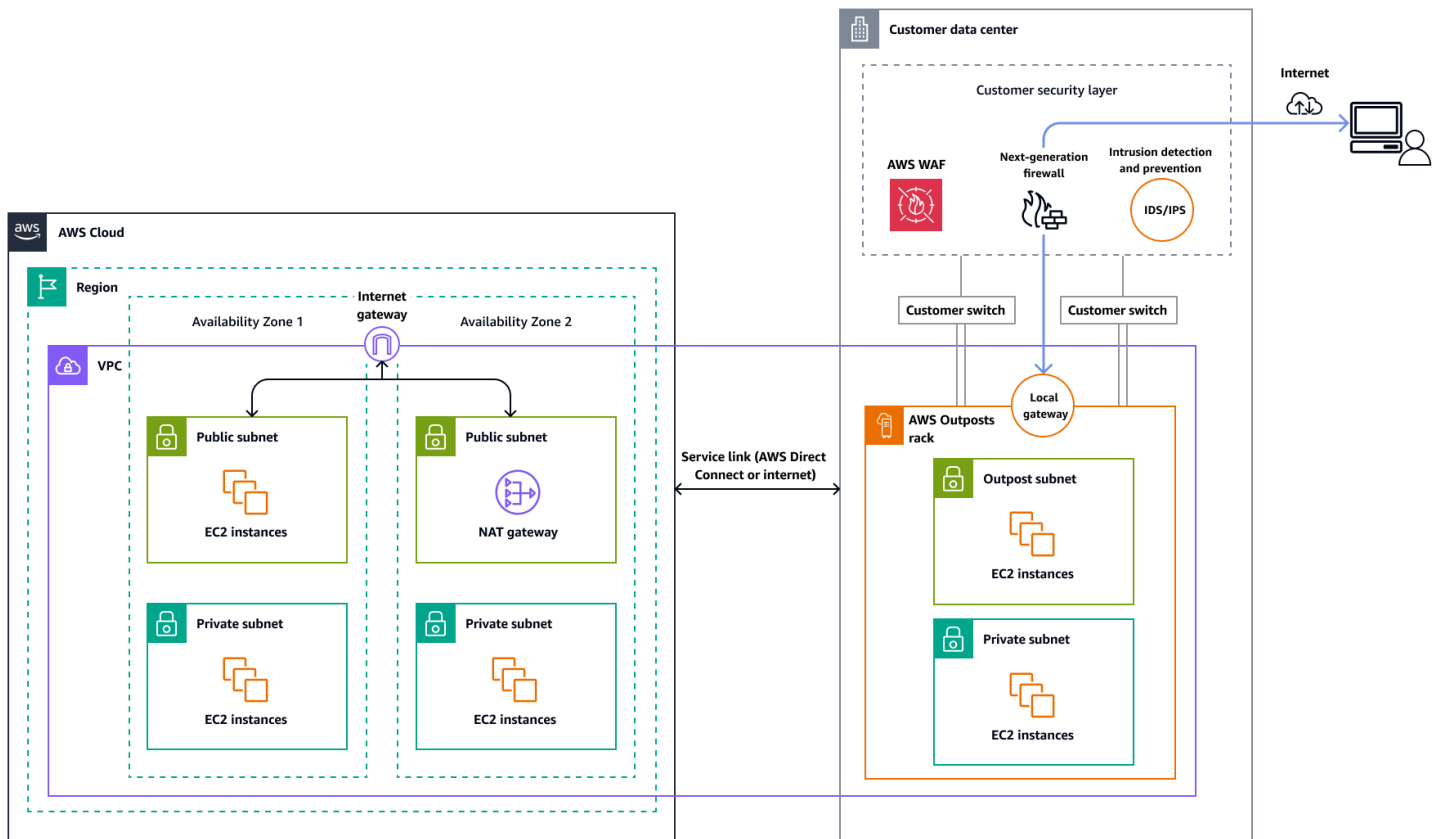 Customer data center
Customer security layer
Internet
AWS WAF
Next-generation
firewall
Intrusion detection
and prevention
IDS/IPS
aws
AWS Cloud
Region
Internet
gateway
Availability Zone 1
Availability Zone 2
Customer switch
Customer switch
VPC
Local
gateway
AWS Outposts
rack
Public subnet
EC2 instances
Public subnet
NAT gateway
Service link (AWS Direct
Connect or internet)
Outpost subnet
EC2 instances
Private subnet
EC2 instances
Private subnet
EC2 instances
Private subnet
EC2 instances